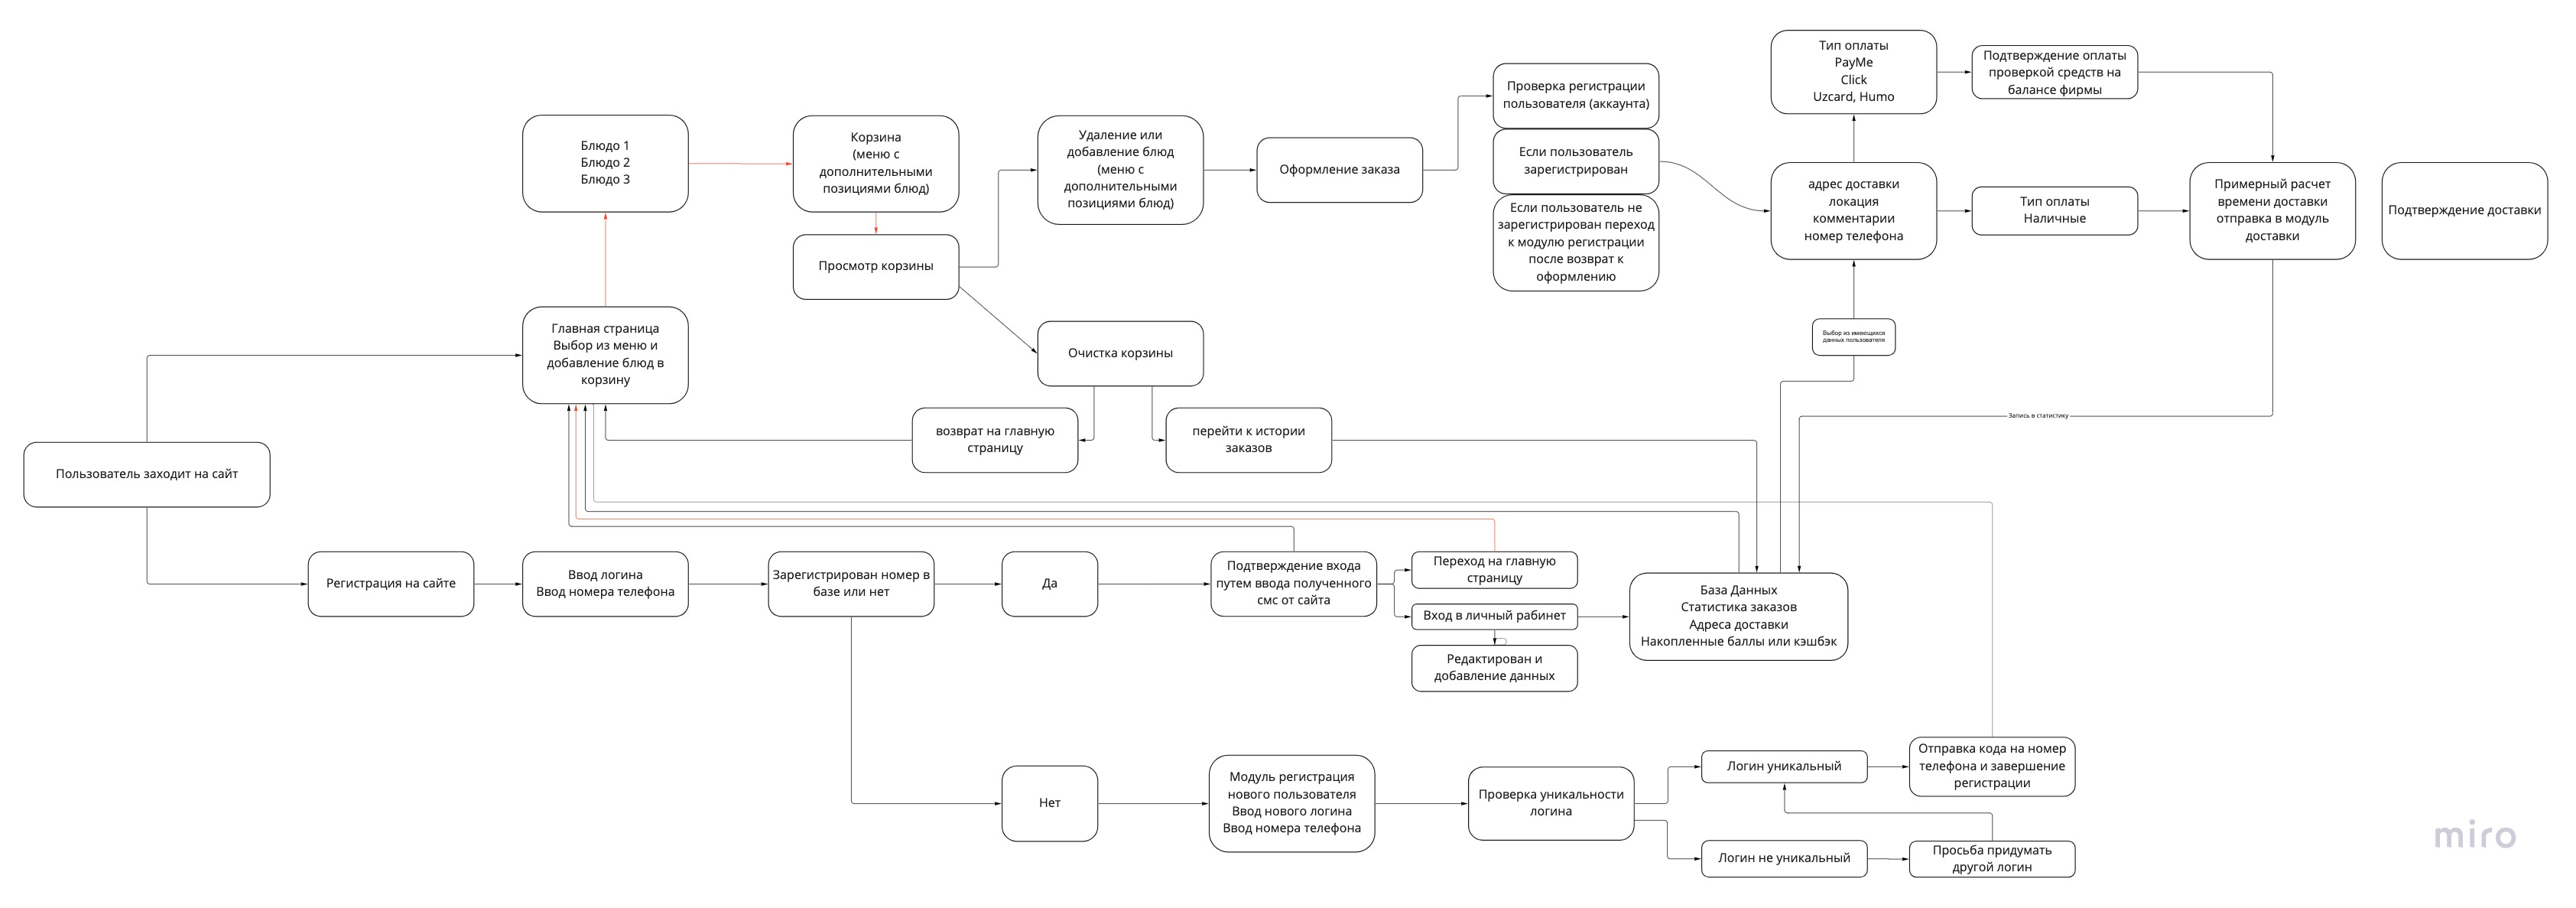 Тип оплаты
PayMe
Click
Uzcard, Humo
Подтверждение оплаты
проверкой средств на
балансе фирмы
Проверка регистрации
пользователя (аккаунта)
Если пользователь
зарегистрирован
Если пользователь не
зарегистрирован переход
к модулю регистрации
после возврат к
оформлению
Блюдо 1
Блюдо 2
Блюдо 3
Корзина
(меню с
дополнительными
позициями блюд)
Удаление или
добавление блюд
(меню с
дополнительными
позициями блюд)
Оформление заказа
адрес доставки
локация
комментарии
номер телефона
Тип оплаты
Наличные
Примерный расчет
времени доставки
отправка в модуль
доставки
Подтверждение доставки
Просмотр корзины
Главная страница
Выбор из меню и
добавление блюд в
корзину
Очистка корзины
Выбор из имеющихся
данных пользователя
возврат на главную
страницу
перейти к истории
заказов
Запись в статистику
Пользователь заходит на сайт
Регистрация на сайте
Ввод логина
Ввод номера телефона
Зарегистрирован номер в
базе или нет
Да
Подтверждение входа
путем ввода полученного
смс от сайта
Переход на главную
страницу
Вход в личный рабинет
Редактирован и
добавление данных
База Данных
Статистика заказов
Адреса доставки
Накопленные баллы или кэшбэк
Нет
Модуль регистрация
нового пользователя
Ввод нового логина
Ввод номера телефона
Проверка уникальности
логина
Логин уникальный
Отправка кода на номер
телефона и завершение
регистрации
Логин не уникальный
Просьба придумать
другой логин
miro